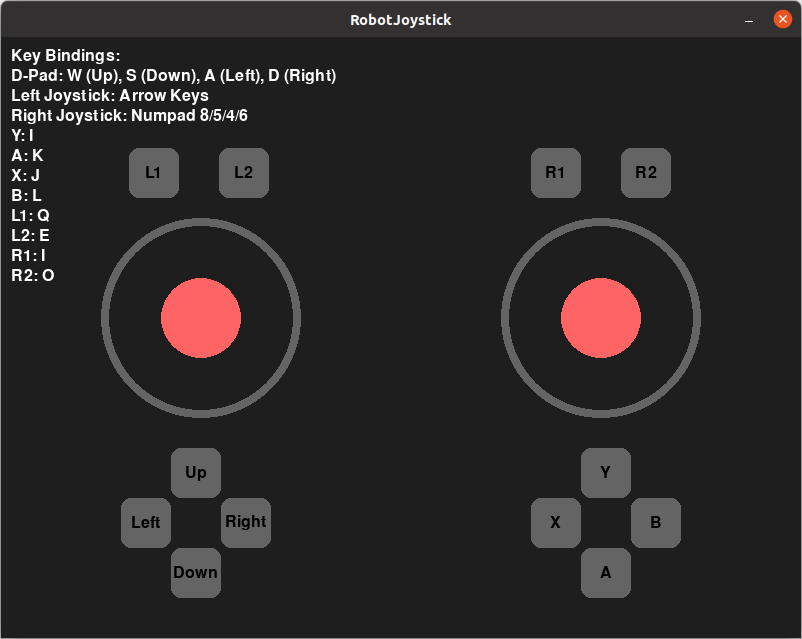 RobotJoystick
Key Bindings:
D-Pad: W (Up), S (Down), A (Left), D (Right)
Left Joystick: Arrow Keys
Right Joystick: Numpad 8/5/4/6
Y: I
A: K
X: J
B: L
L1: Q
L2: E
R1: I
R2: O
L1 L2 R1 R2
Up Y
Left Right X B
Down A